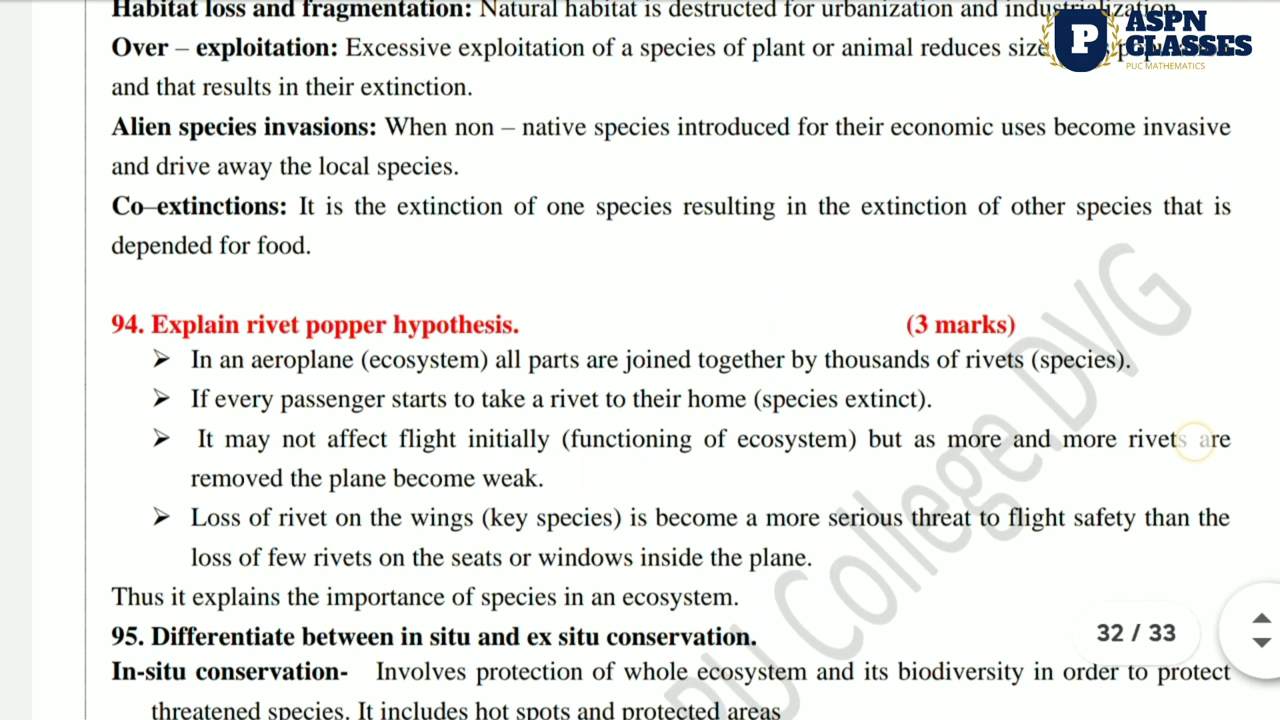 Habitat loss and fragmentation: Natural habitat is destructed for urbanization and industrialization
Over – exploitation: Excessive exploitation of a species of plant or animal reduces size
and that results in their extinction.
Alien species invasions: When non – native species introduced for their economic uses become invasive
and drive away the local species.
Co–extinctions: It is the extinction of one species resulting in the extinction of other species that is
depended for food.
94. Explain rivet popper hypothesis. (3 marks)
➢ In an aeroplane (ecosystem) all parts are joined together by thousands of rivets (species).
➢ If every passenger starts to take a rivet to their home (species extinct).
➢ It may not affect flight initially (functioning of ecosystem) but as more and more rivets are
removed the plane become weak.
➢ Loss of rivet on the wings (key species) is become a more serious threat to flight safety than the
loss of few rivets on the seats or windows inside the plane.
Thus it explains the importance of species in an ecosystem.
95. Differentiate between in situ and ex situ conservation.
In-situ conservation- Involves protection of whole ecosystem and its biodiversity in order to protect
threatened species. It includes hot spots and protected areas
32 / 33
P
ASPN
CLASSES
PUC MATHEMATICS
PU College, DVG